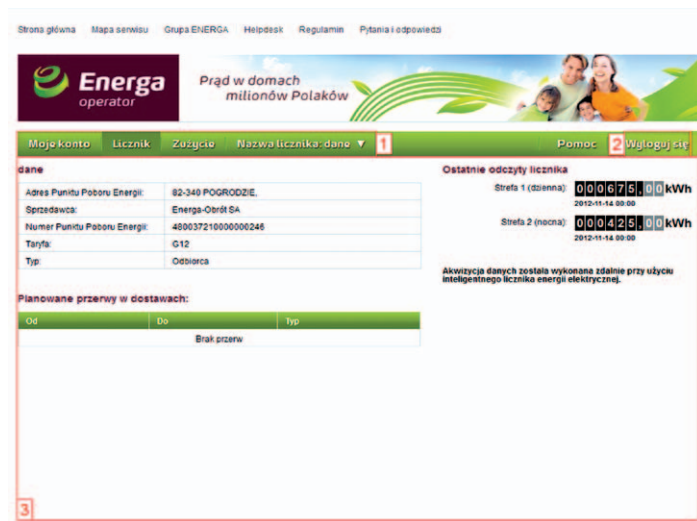 Strona główna Mapa serwisu Grupa ENERGA Helpdesk Regulamin Pytania i odpowiedzi
Energa
operator
Prąd w domach
milionów Polaków
Moje konto Licznik Zużycie Nazwa licznika: dane ▼ 1 Pomoc 2 Wyloguj się
dane
Adres Punktu Poboru Energii: 82-340 POGRODZIE,
Sprzedawca: Energa-Obrót SA
Numer Punktu Poboru Energii: 480037210000000246
Taryfa: G12
Typ: Odbiorca
Ostatnie odczyty licznika
Strefa 1 (dzienna): 000675,00 kWh
2012-11-14 00:00
Strefa 2 (nocna): 000425,00 kWh
2012-11-14 00:00
Akwizycja danych została wykonana zdalnie przy użyciu
inteligentnego licznika energii elektrycznej.
Planowane przerwy w dostawach:
Od Do Typ
Brak przerw
3